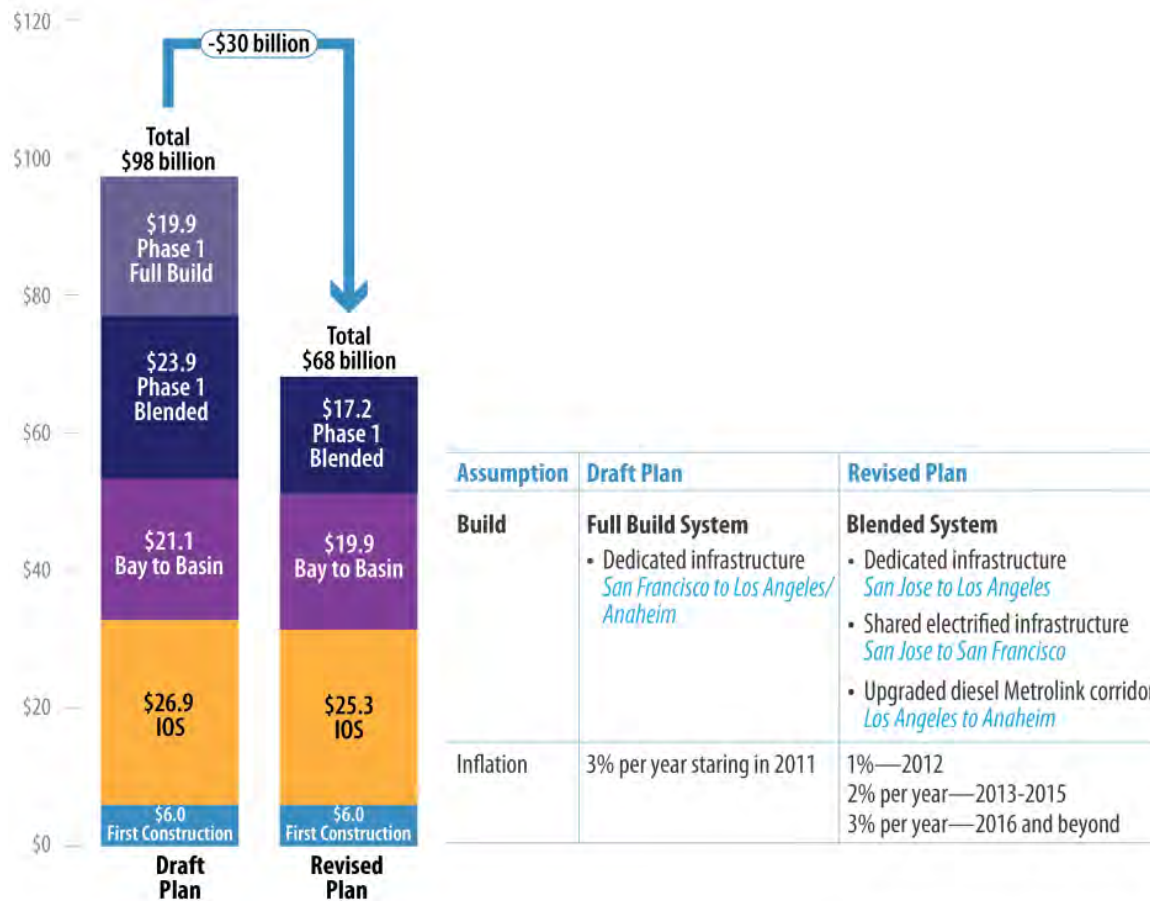 $120
$100
$80
$60
$40
$20
$0
-$30 billion
Total
$98 billion
$19.9
Phase 1
Full Build
$23.9
Phase 1
Blended
$21.1
Bay to Basin
$26.9
IOS
$6.0
First Construction
Draft
Plan
Total
$68 billion
$17.2
Phase 1
Blended
$19.9
Bay to Basin
$25.3
IOS
$6.0
First Construction
Revised
Plan
Assumption Draft Plan Revised Plan
Build Full Build System Blended System
• Dedicated infrastructure
San Francisco to Los Angeles/
Anaheim
• Dedicated infrastructure
San Jose to Los Angeles
• Shared electrified infrastructure
San Jose to San Francisco
• Upgraded diesel Metrolink corridor
Los Angeles to Anaheim
Inflation 3% per year staring in 2011 1%—2012
2% per year—2013-2015
3% per year—2016 and beyond